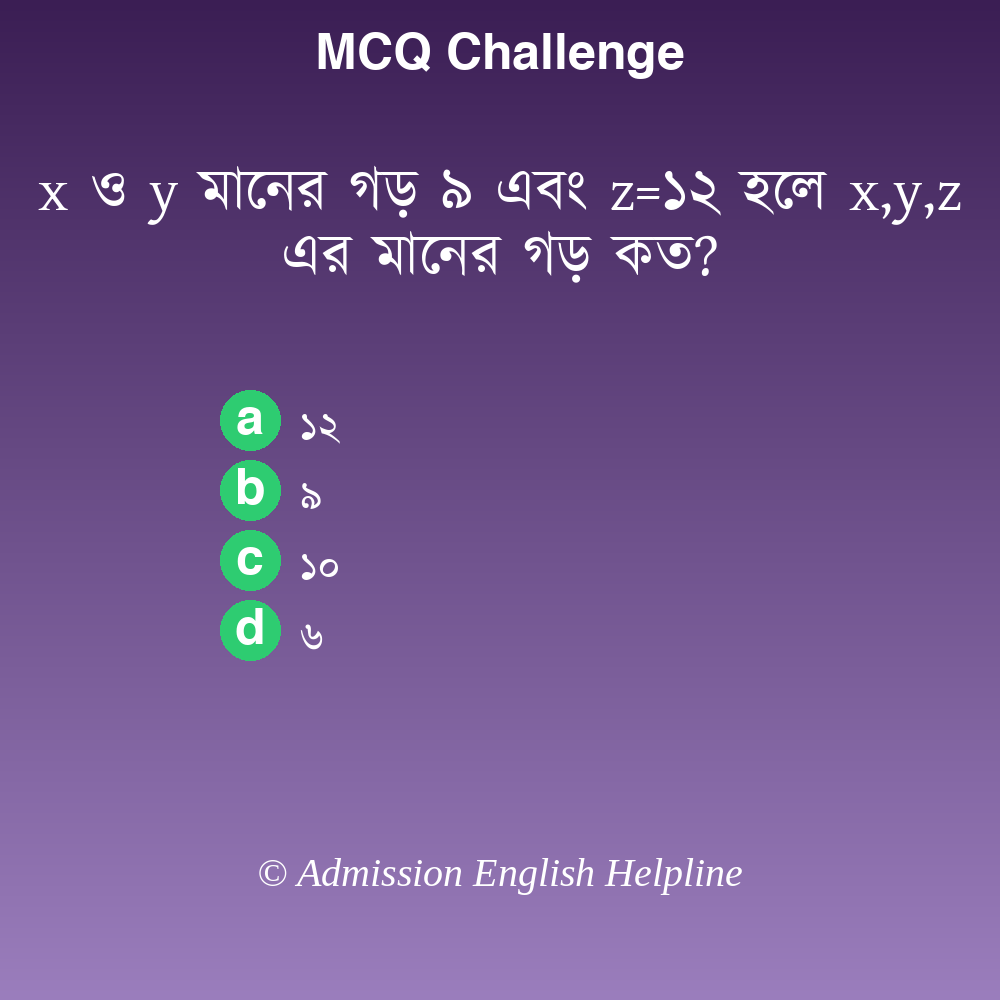 MCQ Challenge
x ও y মানের গড় ৯ এবং z=১২ হলে x,y,z
এর মানের গড় কত?
a ১২
b ৯
c ১০
d ৬
© Admission English Helpline